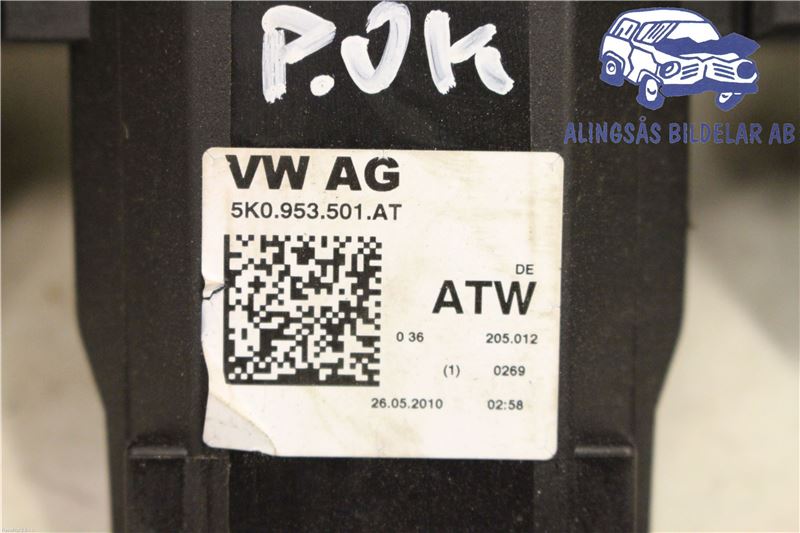 P.JK
ALINGSÅS BILDELAR AB
VW AG
5K0.953.501.AT
DE
ATW
0 36 205.012
(1) 0269
26.05.2010 02:58